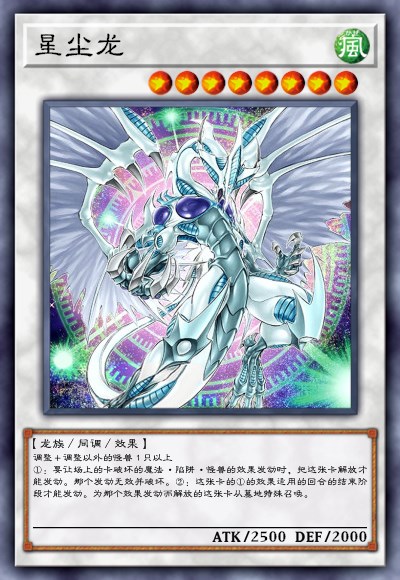 星尘龙
風
【龙族／同调／效果】
调整＋调整以外的怪兽１只以上
①：要让场上的卡破坏的魔法·陷阱·怪兽的效果发动时，把这张卡解放才
能发动。那个发动无效并破坏。②：这张卡的①的效果适用的回合的结束阶
段才能发动。为那个效果发动而解放的这张卡从墓地特殊召唤。
ATK/2500 DEF/2000